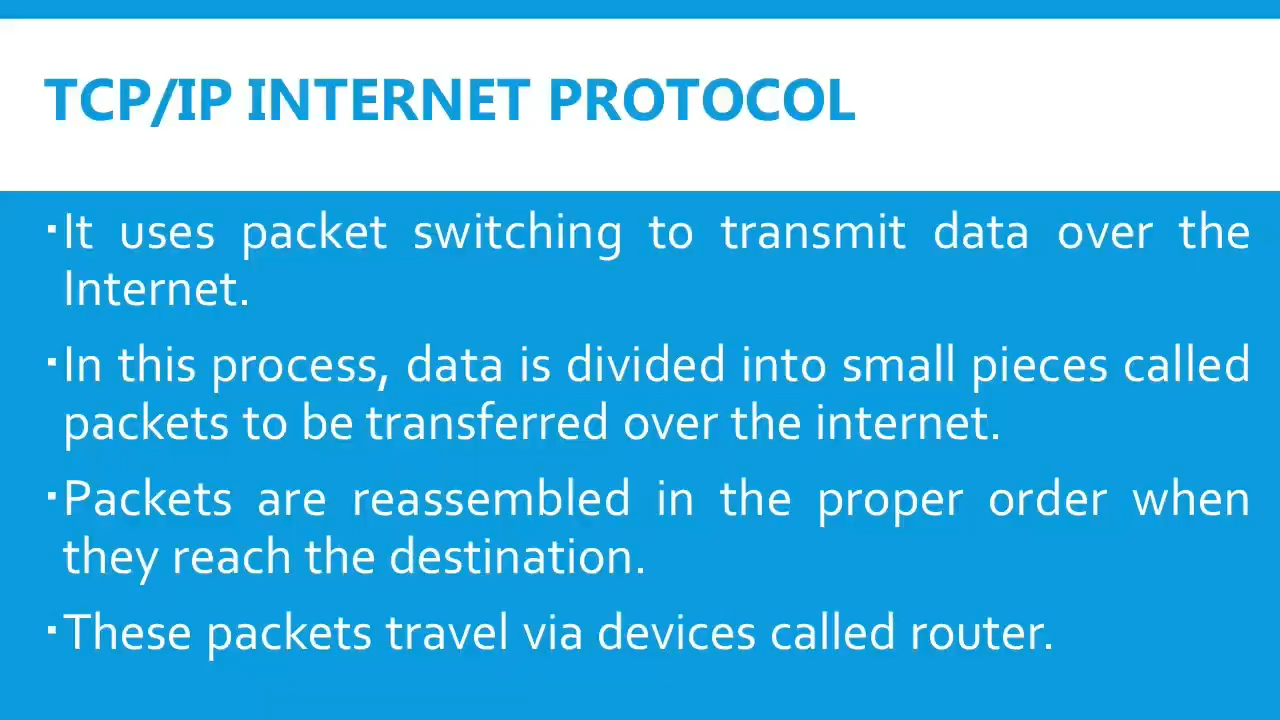 TCP/IP INTERNET PROTOCOL
▪It uses packet switching to transmit data over the
Internet.
▪In this process, data is divided into small pieces called
packets to be transferred over the internet.
▪Packets are reassembled in the proper order when
they reach the destination.
▪These packets travel via devices called router.